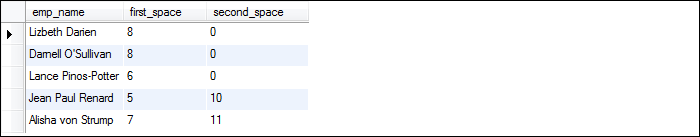 emp_name first_space second_space
Lizbeth Darien 8 0
Darnell O'Sullivan 8 0
Lance Pinos-Potter 6 0
Jean Paul Renard 5 10
Alisha von Strump 7 11